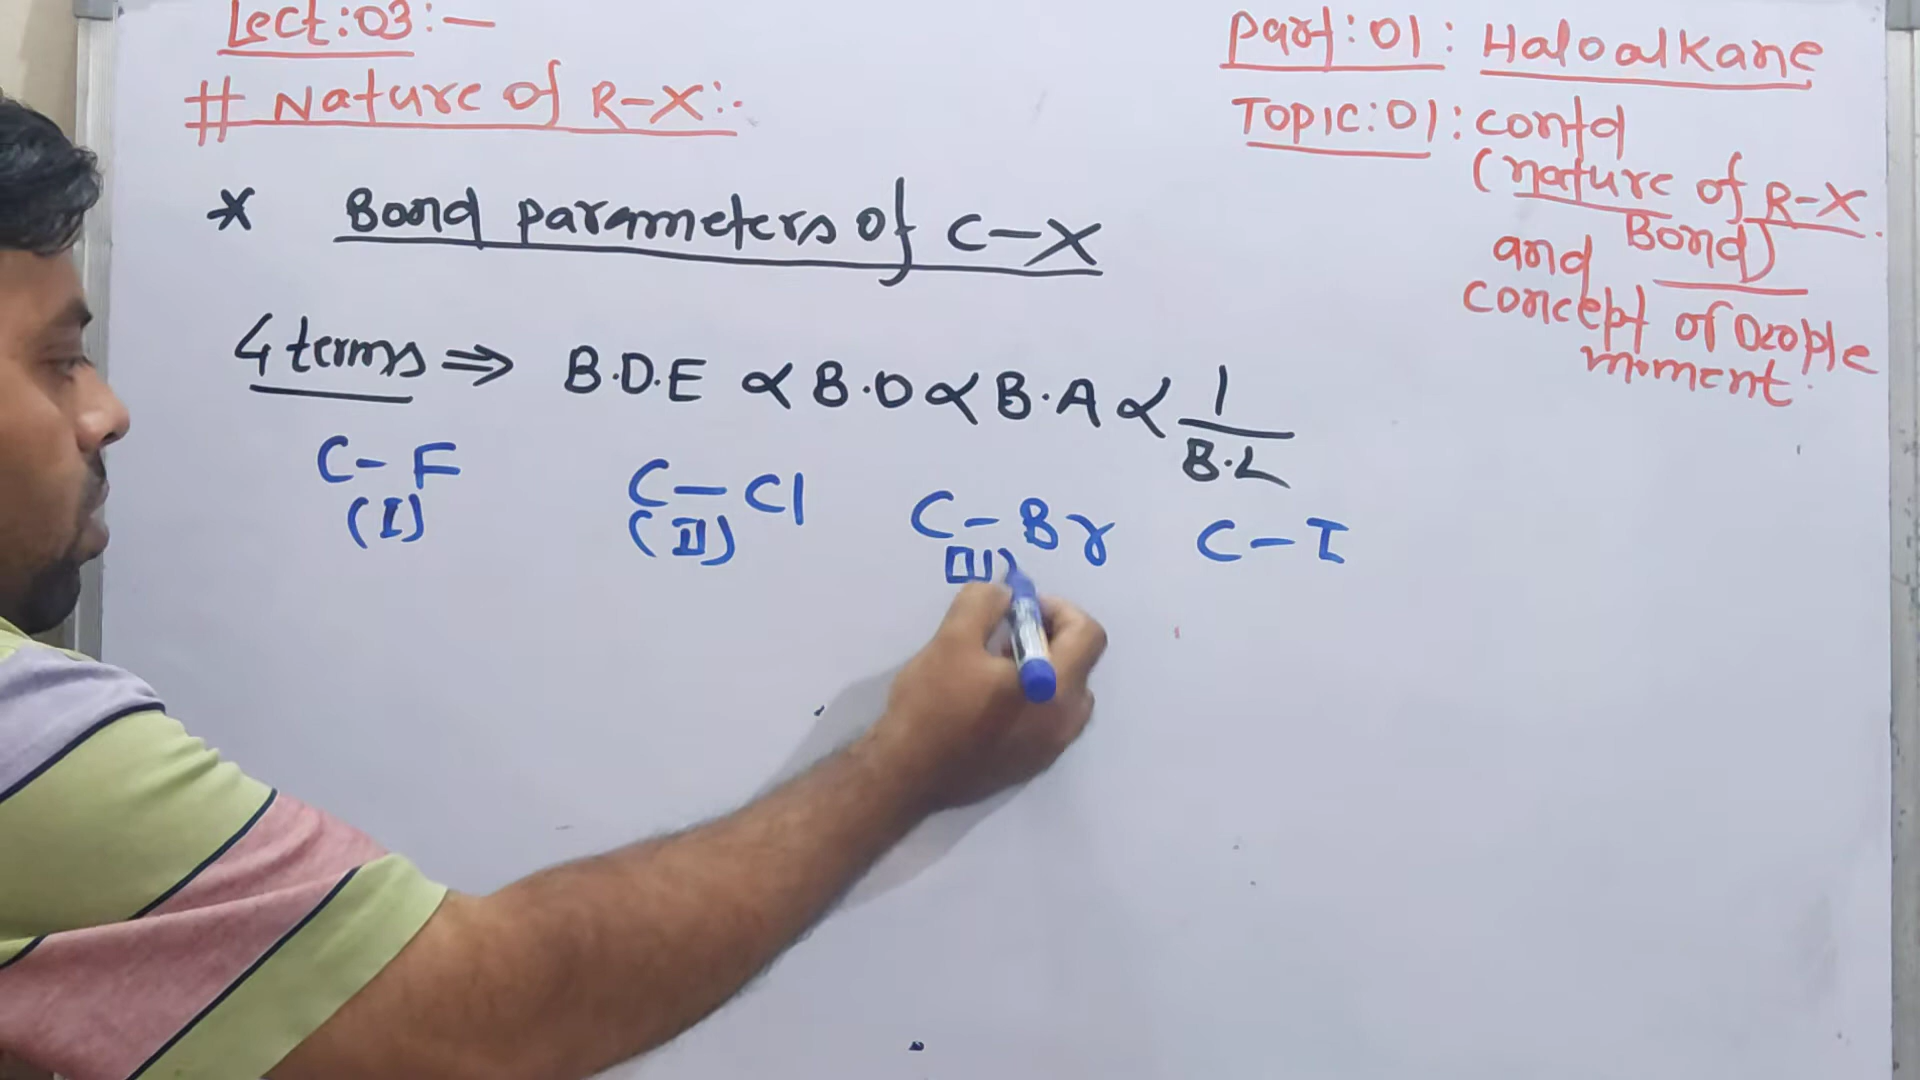 Lect:03:—
# Nature of R-X:-
Part:01: Haloalkane
Topic:01: contd
(nature of R-X
Bond)
and
concept of Diople
moment.
* Bond parameters of C-X
4 terms ⇒ B.D.E ∝ B.O ∝ B.A ∝ 1/B.L
C-F C-Cl C-Br C-I
(I) (II) (III)